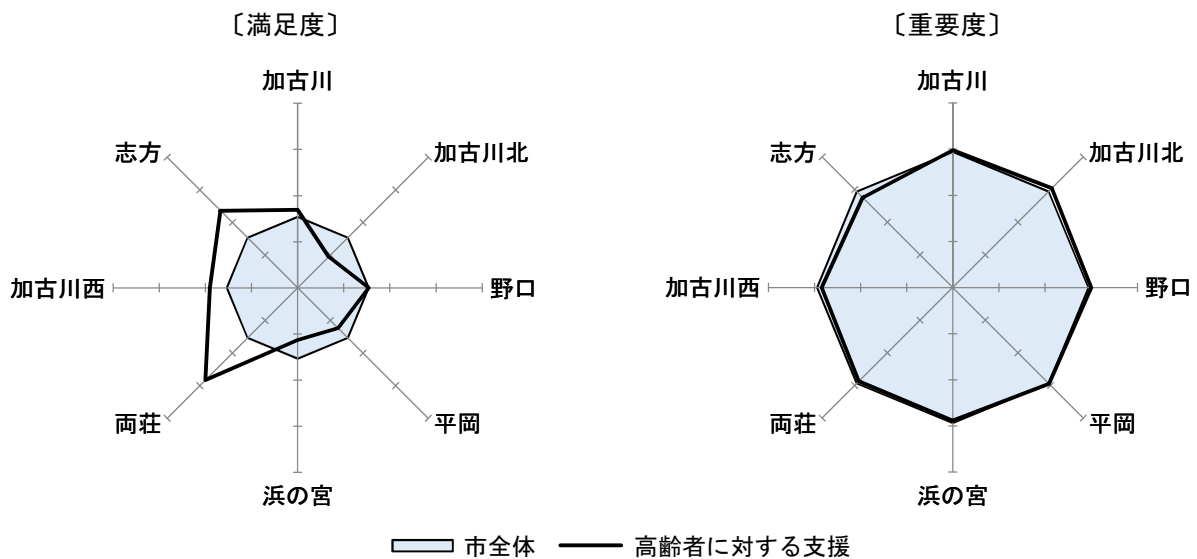 〔満足度〕
加古川
加古川北
野口
平岡
浜の宮
両荘
加古川西
志方
〔重要度〕
加古川
加古川北
野口
平岡
浜の宮
両荘
加古川西
志方
市全体
高齢者に対する支援